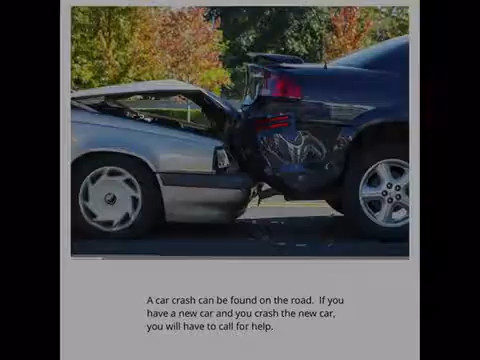 A car crash can be found on the road.  If you
have a new car and you crash the new car,
you will have to call for help.